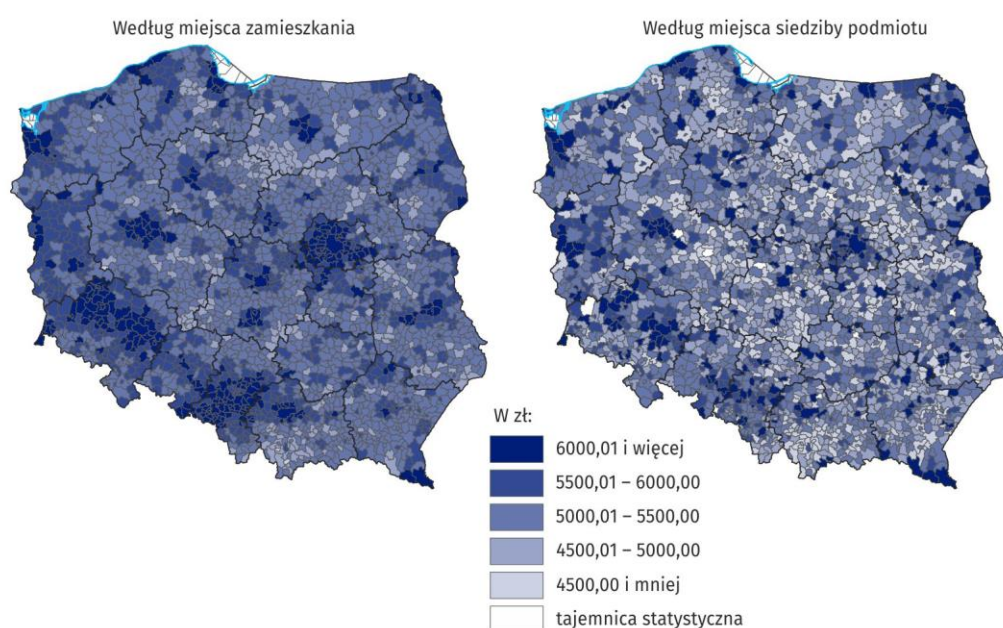 Według miejsca zamieszkania
Według miejsca siedziby podmiotu
W zł:
6000,01 i więcej
5500,01 – 6000,00
5000,01 – 5500,00
4500,01 – 5000,00
4500,00 i mniej
tajemnica statystyczna